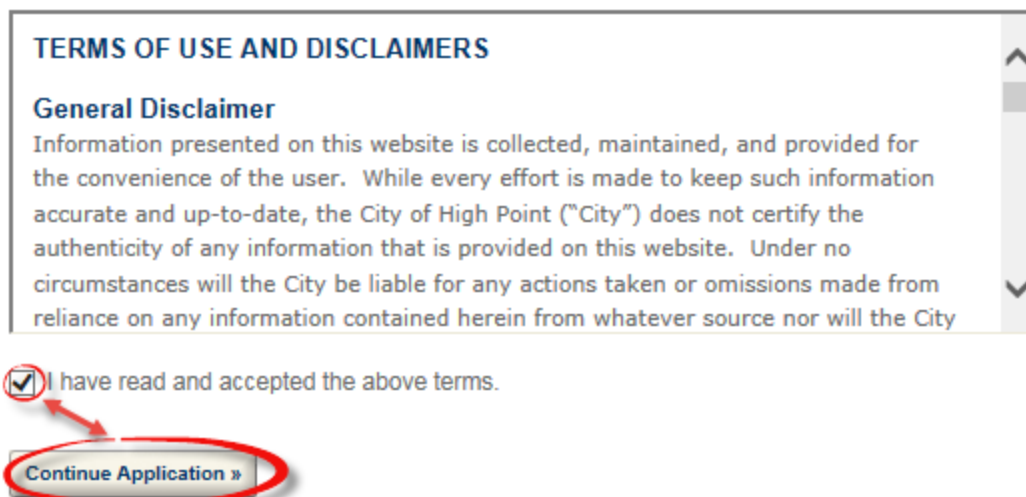 TERMS OF USE AND DISCLAIMERS
General Disclaimer
Information presented on this website is collected, maintained, and provided for
the convenience of the user.  While every effort is made to keep such information
accurate and up-to-date, the City of High Point (“City”) does not certify the
authenticity of any information that is provided on this website.  Under no
circumstances will the City be liable for any actions taken or omissions made from
reliance on any information contained herein from whatever source nor will the City
I have read and accepted the above terms.
Continue Application »